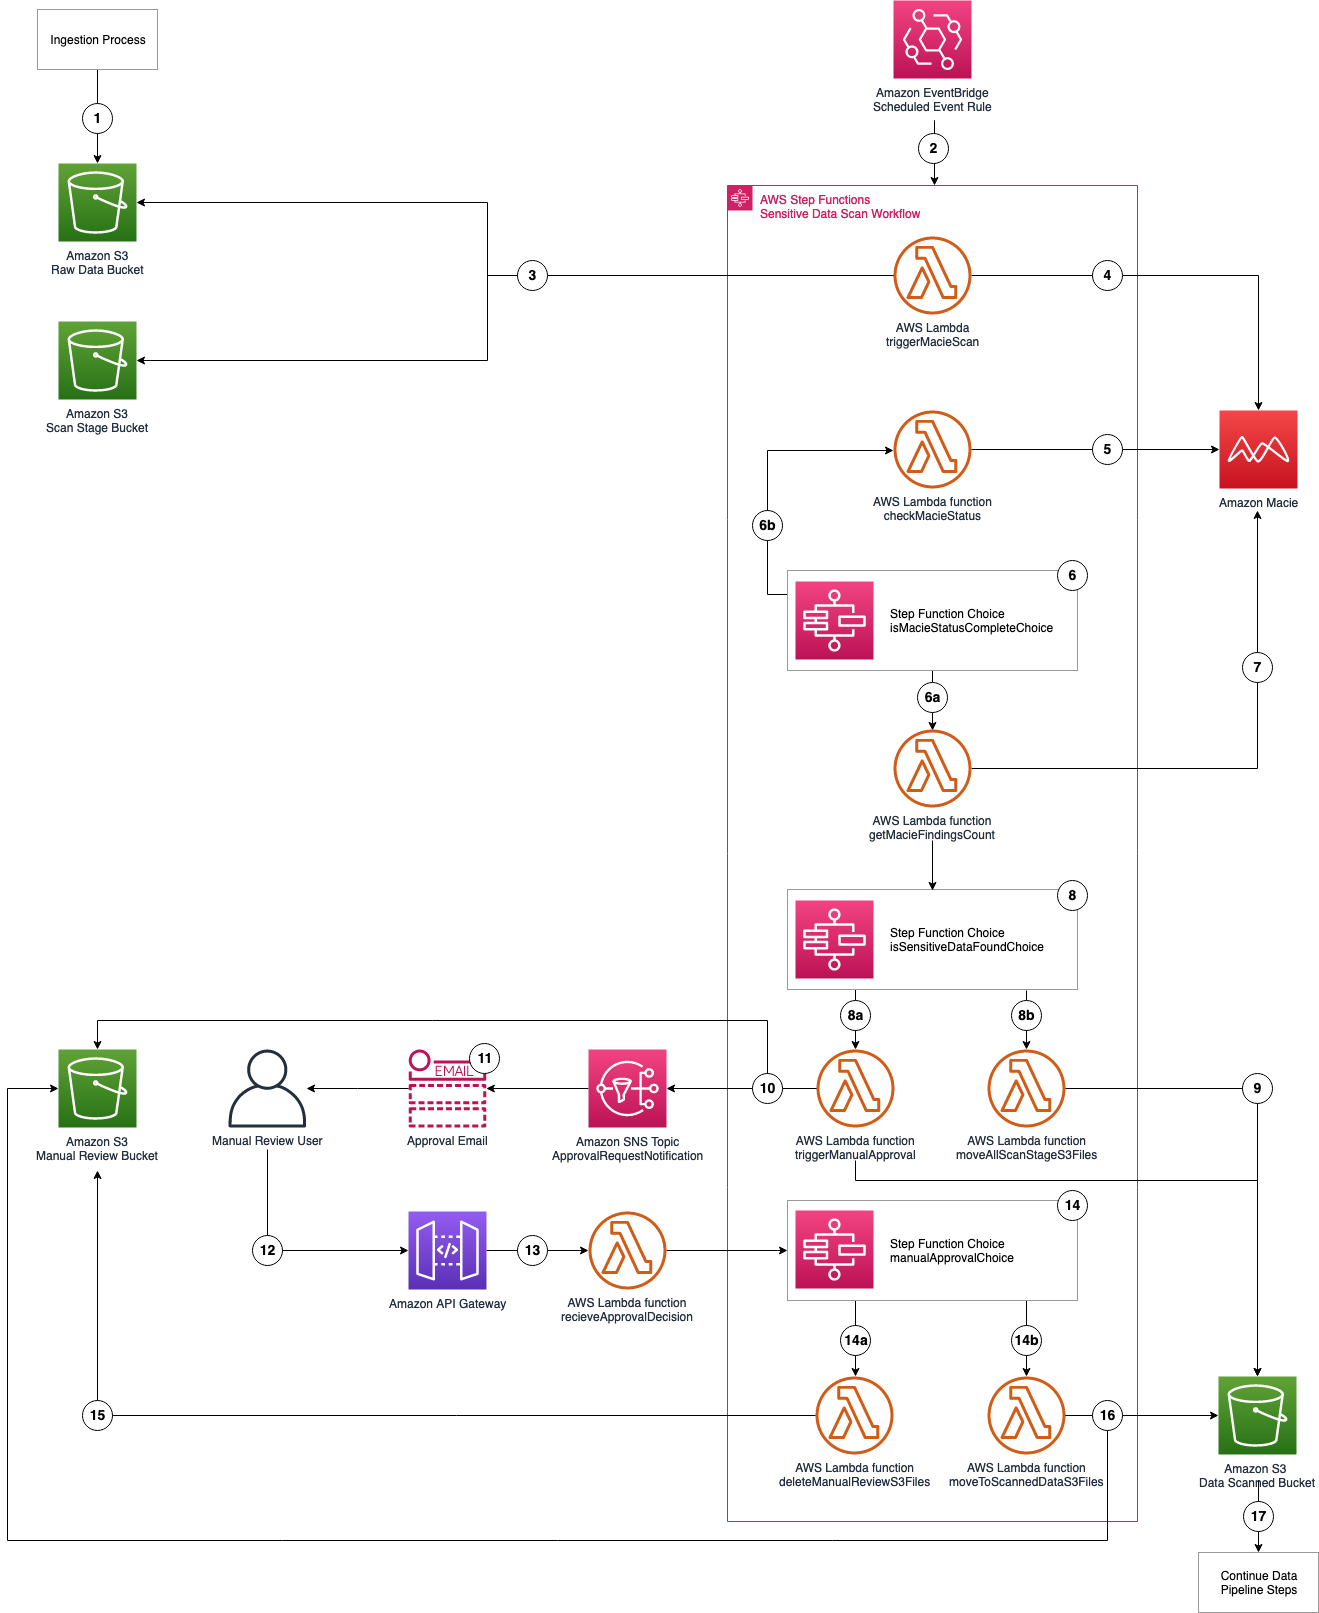 Ingestion Process
Amazon EventBridge
Scheduled Event Rule
1
2
AWS Step Functions
Sensitive Data Scan Workflow
Amazon S3
Raw Data Bucket
3
4
AWS Lambda
triggerMacieScan
Amazon S3
Scan Stage Bucket
5
AWS Lambda function
checkMacieStatus
Amazon Macie
6b
6
Step Function Choice
isMacieStatusCompleteChoice
7
6a
AWS Lambda function
getMacieFindingsCount
8
Step Function Choice
isSensitiveDataFoundChoice
8a
8b
11
EMAIL
10
9
Amazon S3
Manual Review Bucket
Manual Review User
Approval Email
Amazon SNS Topic
ApprovalRequestNotification
AWS Lambda function
triggerManualApproval
AWS Lambda function
moveAllScanStageS3Files
14
Step Function Choice
manualApprovalChoice
12
</>
13
Amazon API Gateway
AWS Lambda function
recieveApprovalDecision
14a
14b
15
16
AWS Lambda function
deleteManualReviewS3Files
AWS Lambda function
moveToScannedDataS3Files
Amazon S3
Data Scanned Bucket
17
Continue Data
Pipeline Steps